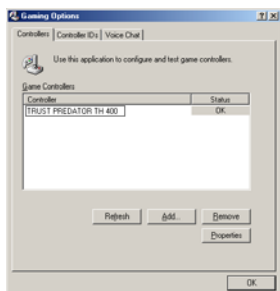 Gaming Options
Controllers Controller IDs Voice Chat
Use this application to configure and test game controllers.
Game Controllers
Controller Status
TRUST PREDATOR TH 400 OK
Refresh Add... Remove
Properties
OK